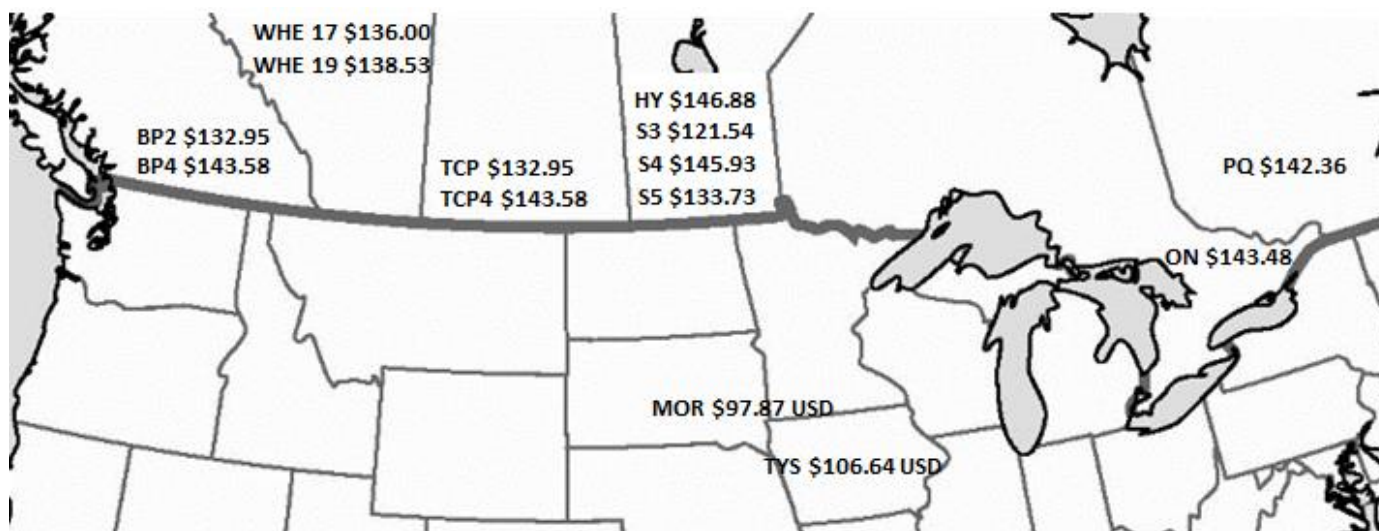 WHE 17 $136.00
WHE 19 $138.53
HY $146.88
S3 $121.54
S4 $145.93
S5 $133.73
BP2 $132.95
BP4 $143.58
TCP $132.95
TCP4 $143.58
PQ $142.36
ON $143.48
MOR $97.87 USD
TYS $106.64 USD